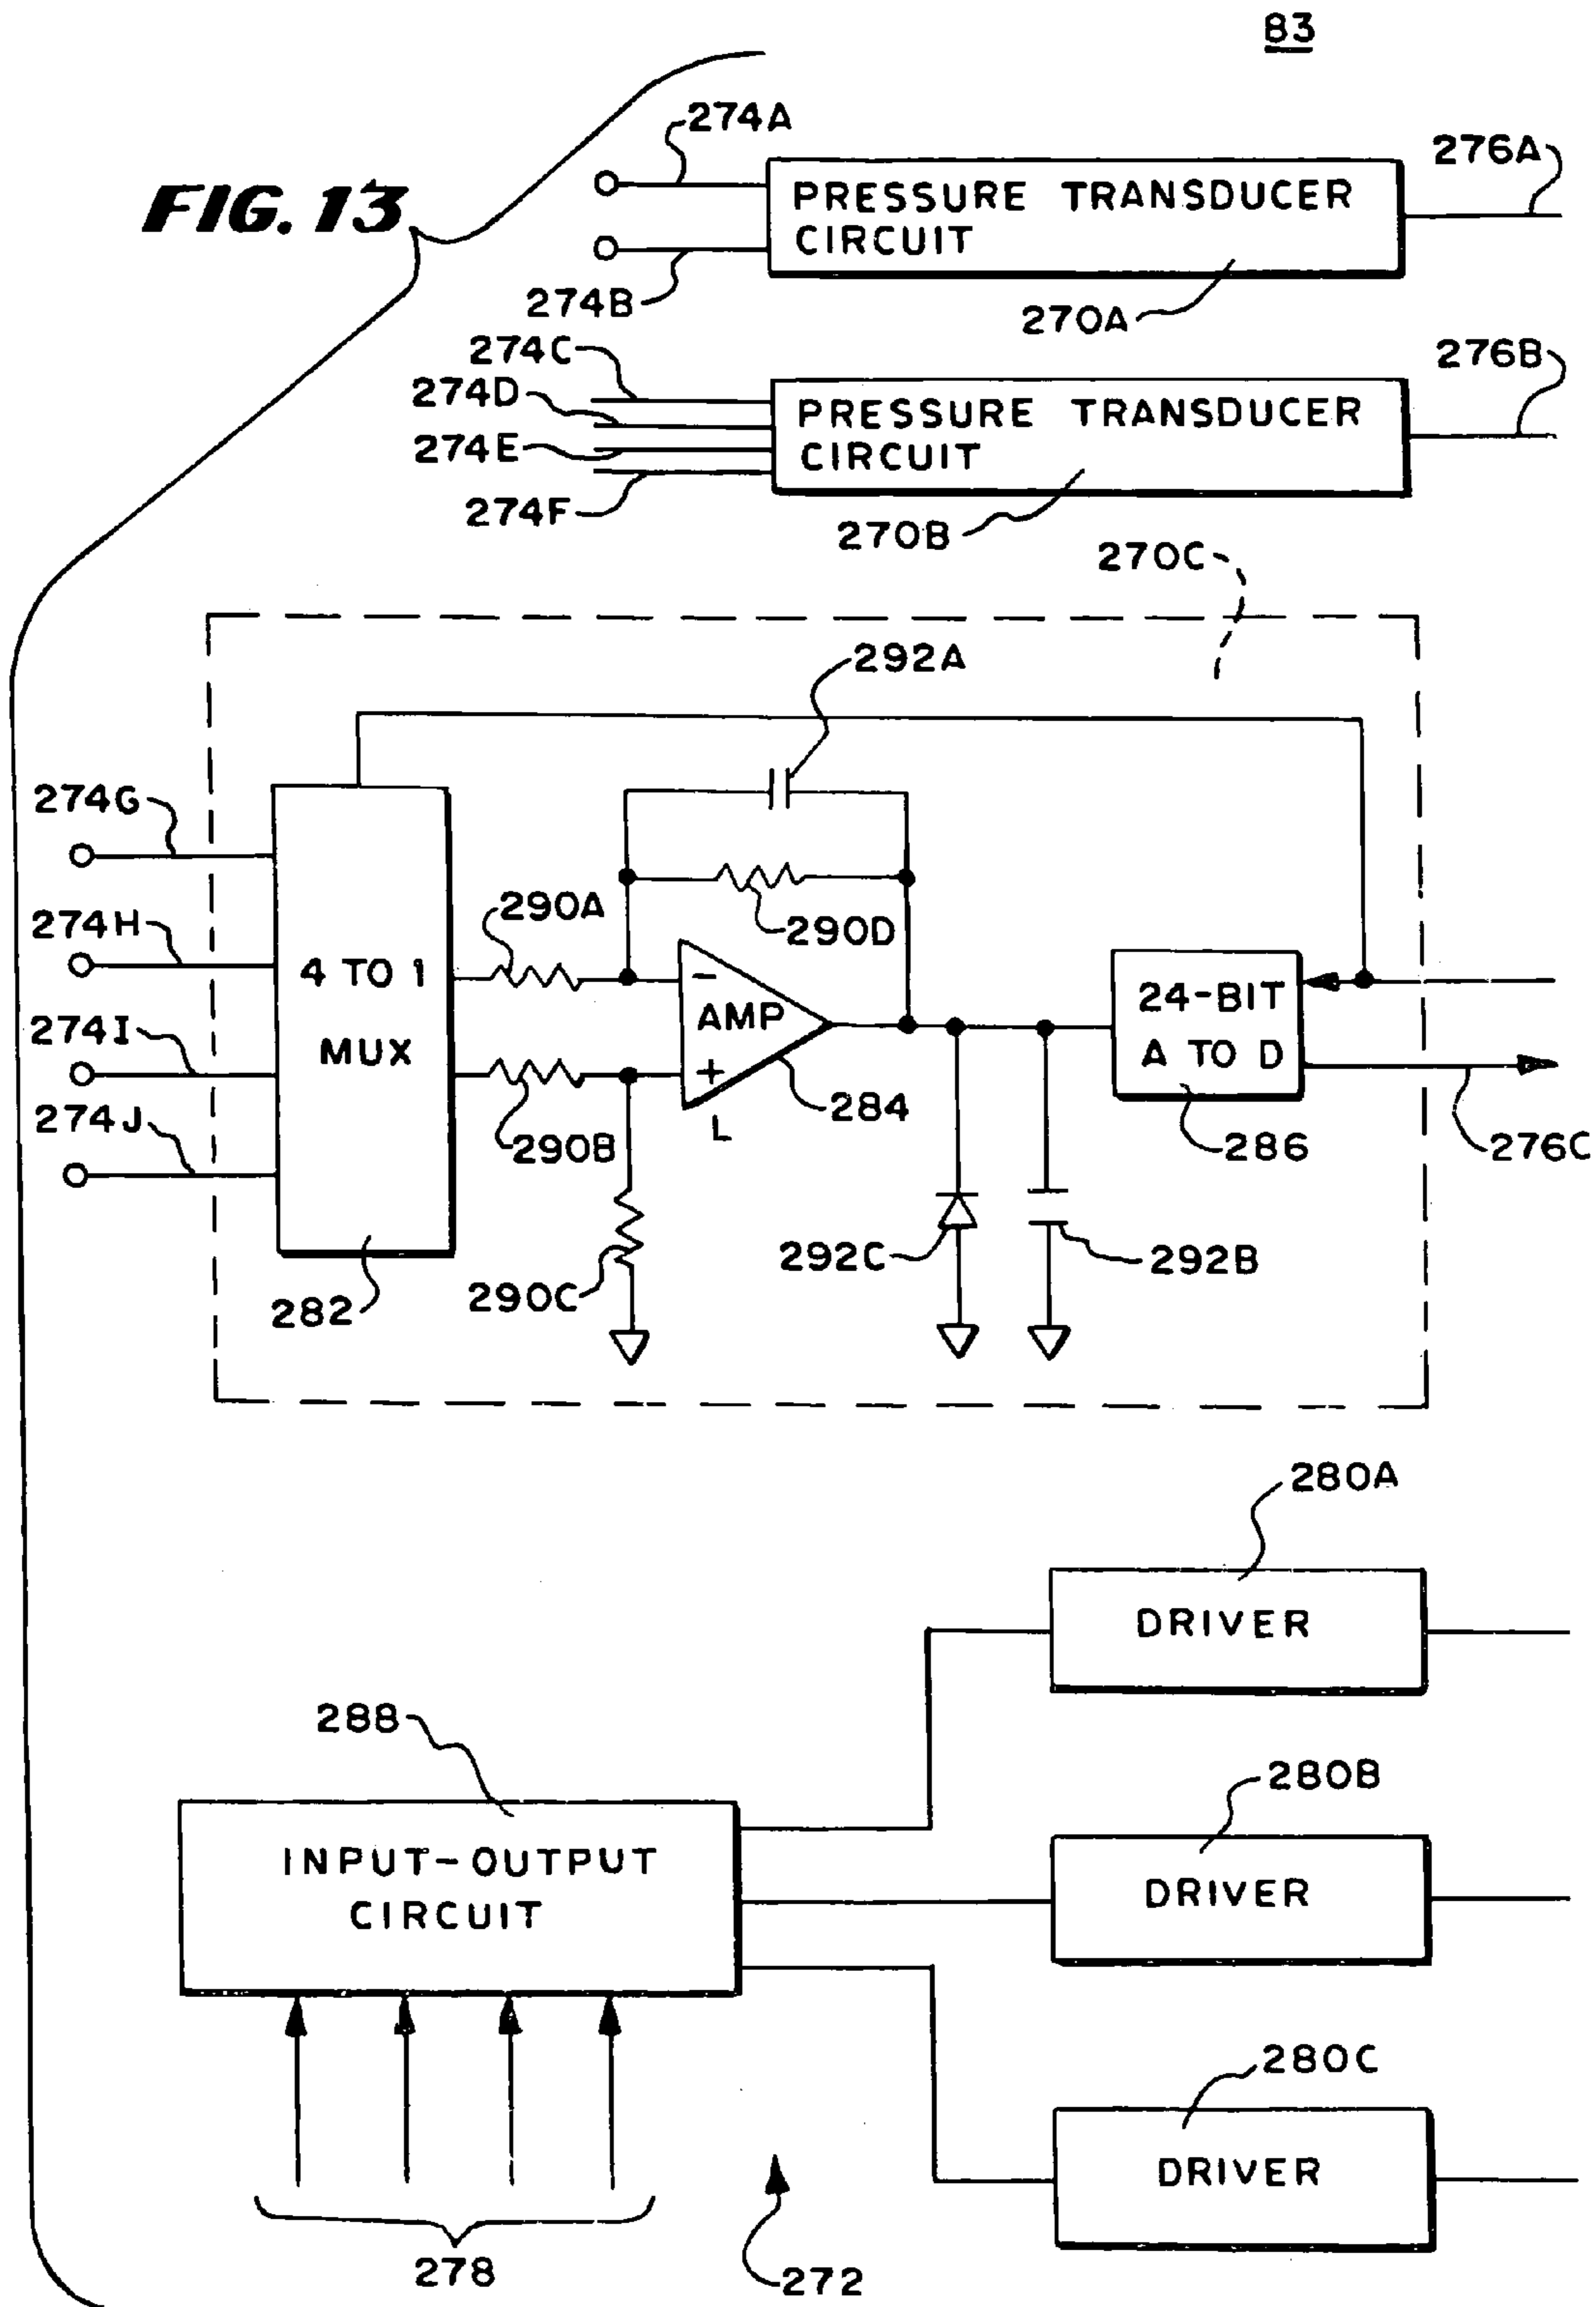 83
FIG. 13
274A
274B
PRESSURE TRANSDUCER
CIRCUIT
276A
270A
274C
274D
274E
274F
PRESSURE TRANSDUCER
CIRCUIT
276B
270B
270C
292A
274G
274H
274I
274J
4 TO 1
MUX
282
290A
290B
290C
290D
-
AMP
+
L
284
292C
292B
24-BIT
A TO D
286
276C
280A
DRIVER
288
INPUT-OUTPUT
CIRCUIT
280B
DRIVER
280C
DRIVER
278
272